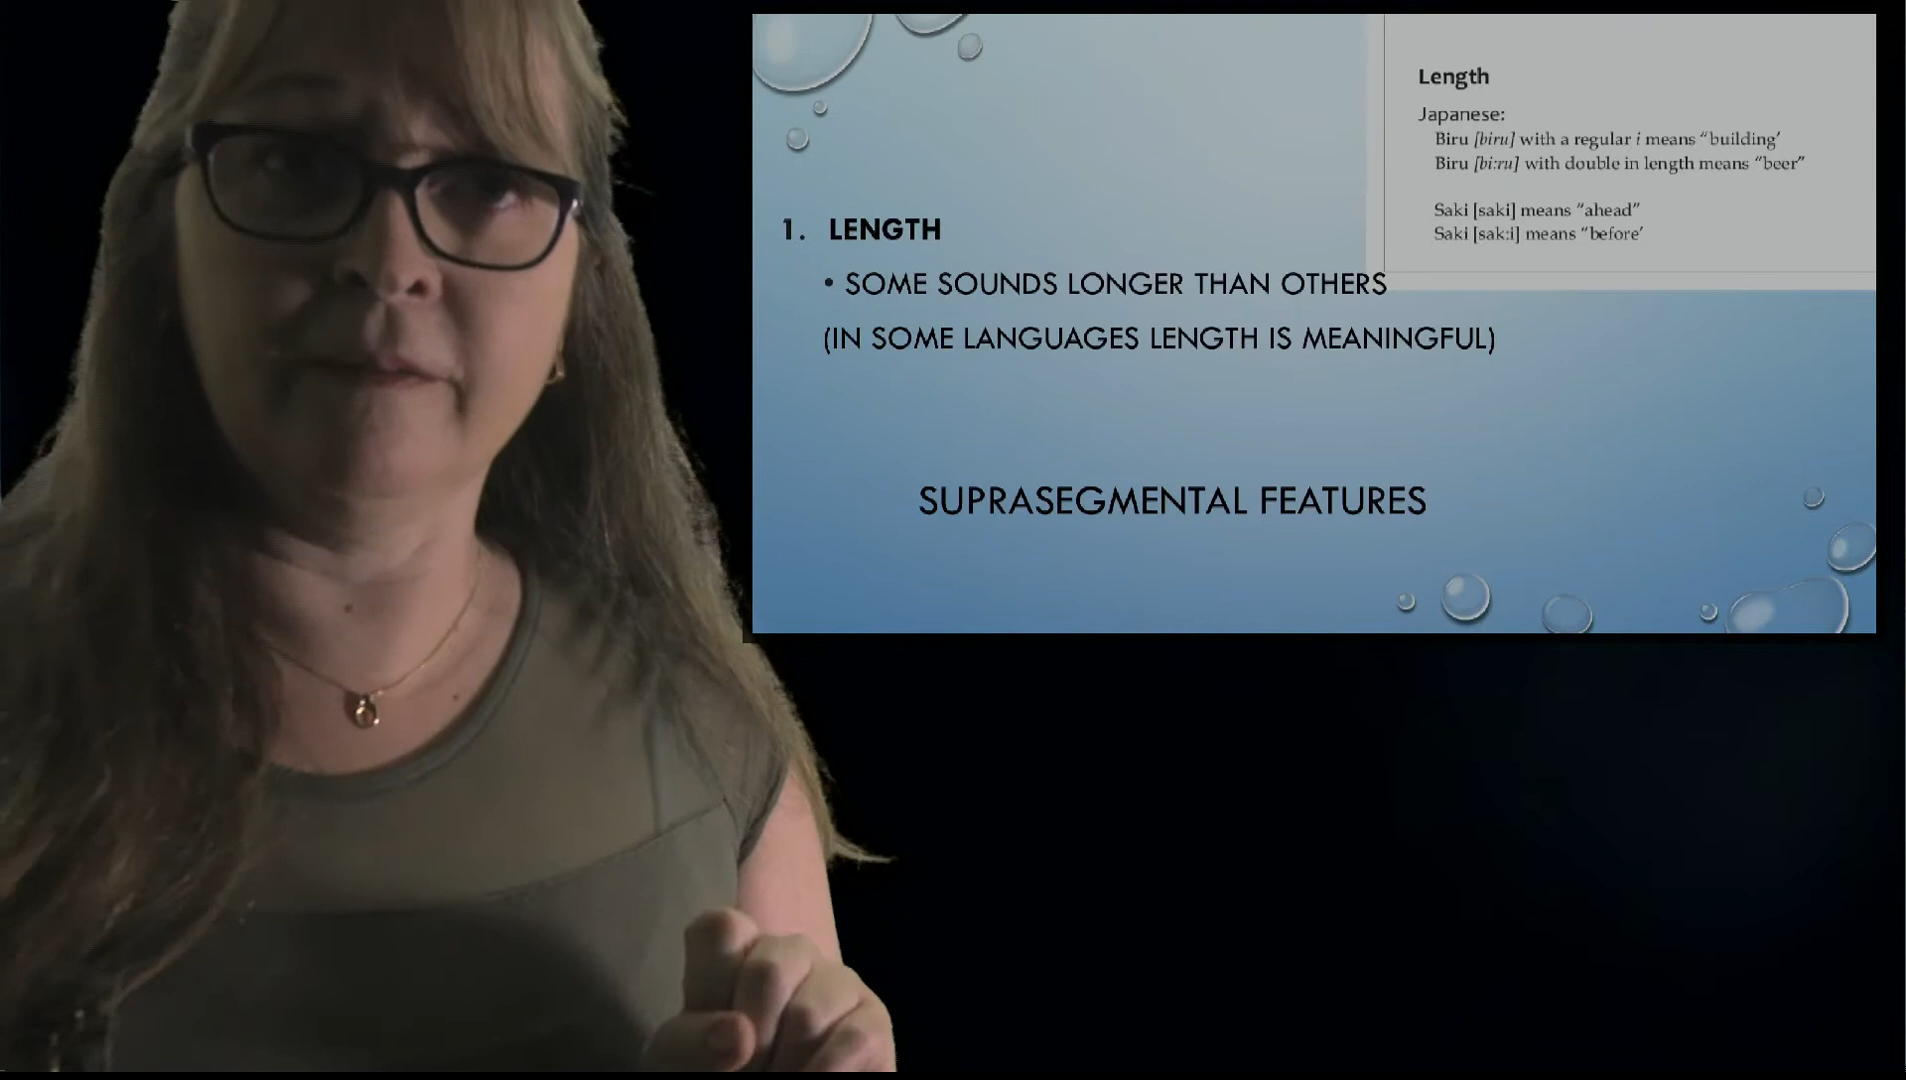 Length
Japanese:
Biru [biru] with a regular i means “building’
Biru [bi:ru] with double in length means “beer”
Saki [saki] means “ahead”
Saki [sak:i] means “before’
1. LENGTH
• SOME SOUNDS LONGER THAN OTHERS
(IN SOME LANGUAGES LENGTH IS MEANINGFUL)
SUPRASEGMENTAL FEATURES